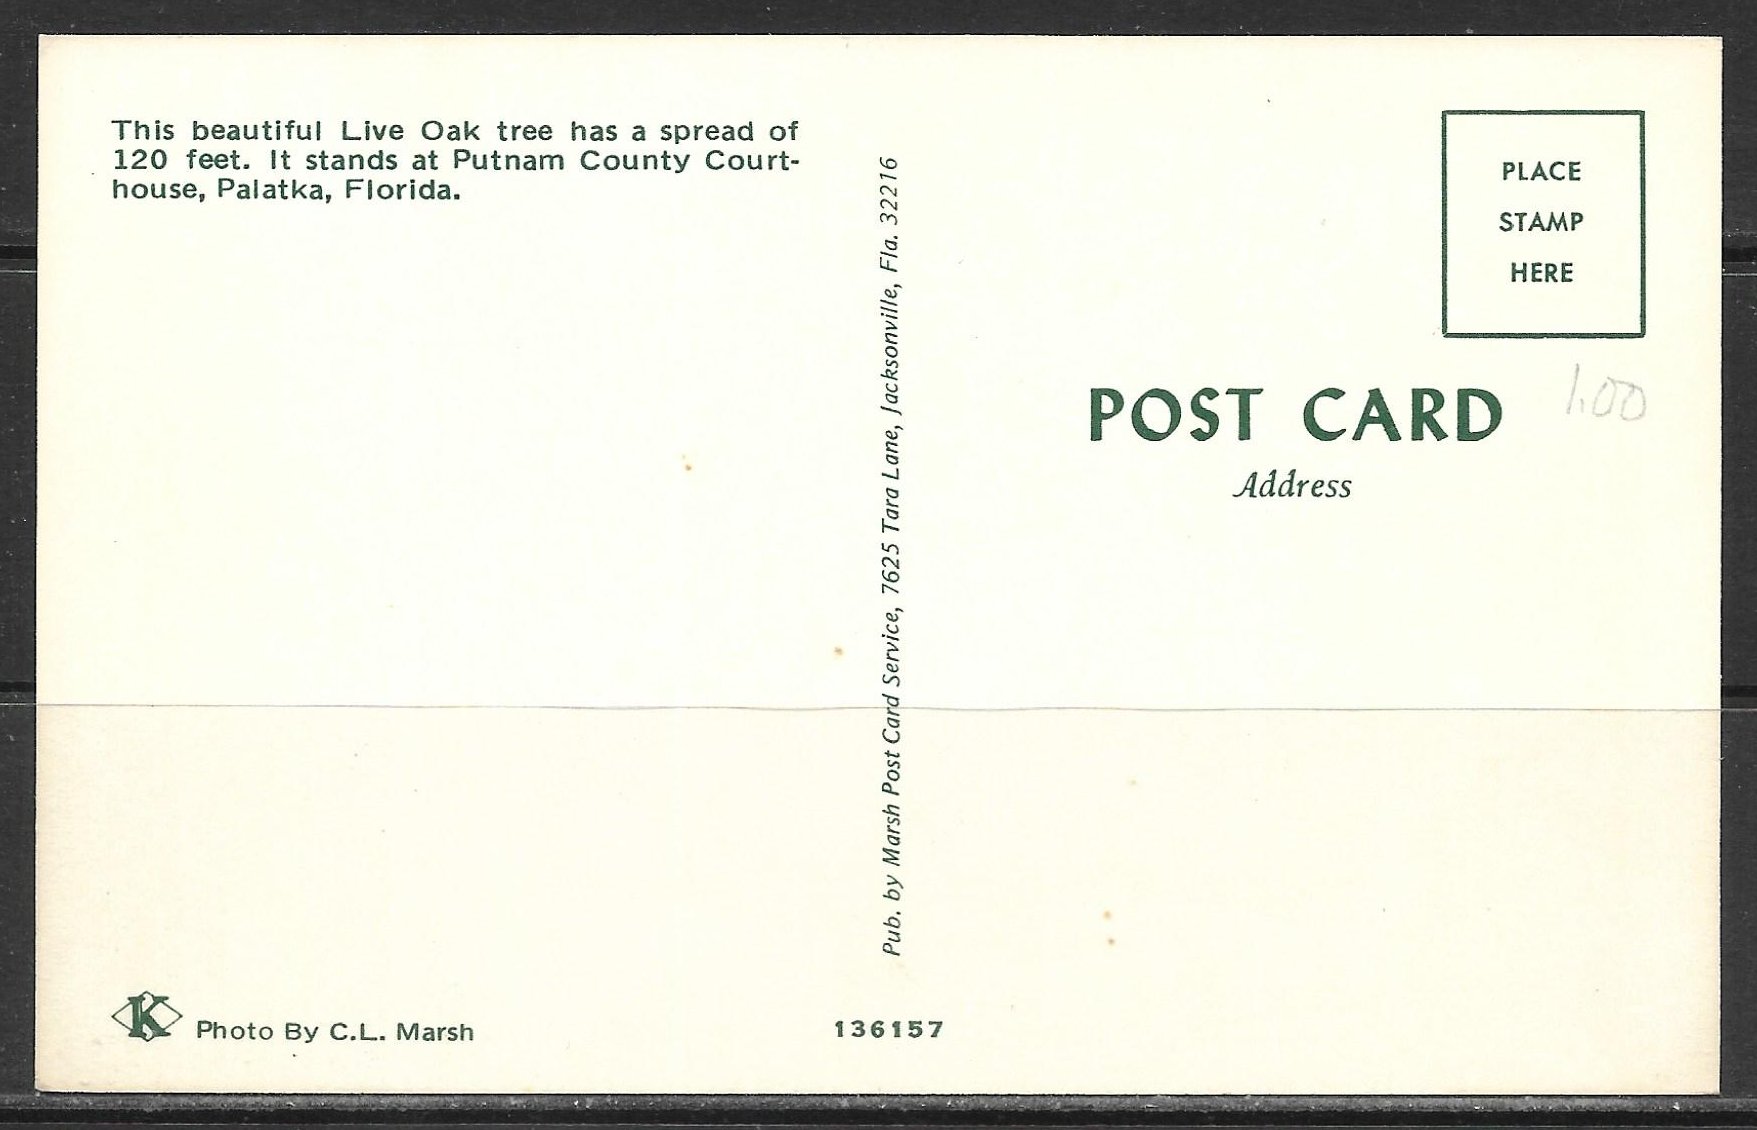 This beautiful Live Oak tree has a spread of
120 feet. It stands at Putnam County Court-
house, Palatka, Florida.
Pub. by Marsh Post Card Service, 7625 Tara Lane, Jacksonville, Fla. 32216
PLACE
STAMP
HERE
1.00
POST CARD
Address
K
Photo By C.L. Marsh
136157